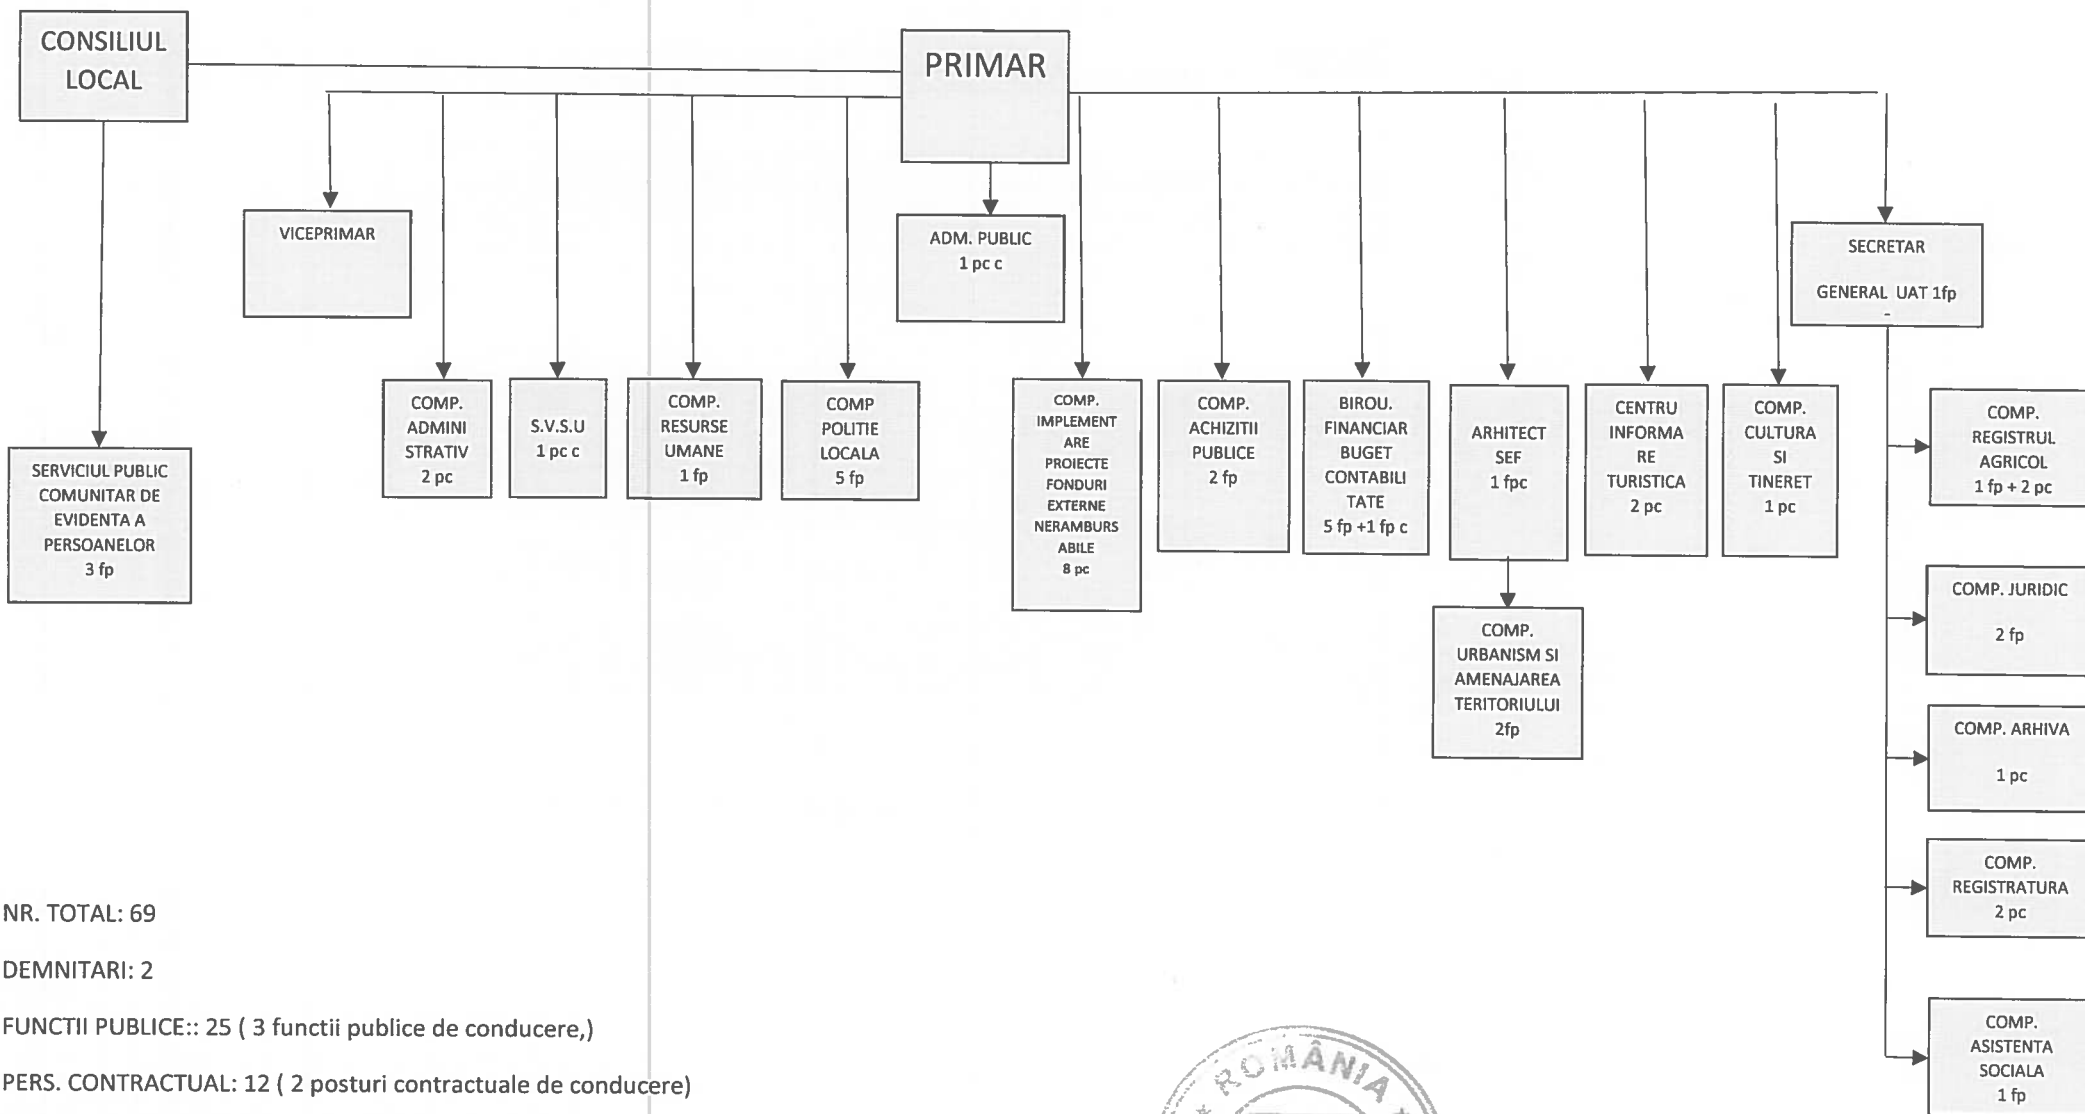 CONSILIUL
LOCAL
PRIMAR
VICEPRIMAR
ADM. PUBLIC
1 pc c
SECRETAR
GENERAL UAT 1fp
-
SERVICIUL PUBLIC
COMUNITAR DE
EVIDENTA A
PERSOANELOR
3 fp
COMP.
ADMINI
STRATIV
2 pc
S.V.S.U
1 pc c
COMP.
RESURSE
UMANE
1 fp
COMP
POLITIE
LOCALA
5 fp
COMP.
IMPLEMENT
ARE
PROIECTE
FONDURI
EXTERNE
NERAMBURS
ABILE
8 pc
COMP.
ACHIZITII
PUBLICE
2 fp
BIROU.
FINANCIAR
BUGET
CONTABILI
TATE
5 fp +1 fp c
ARHITECT
SEF
1 fpc
CENTRU
INFORMA
RE
TURISTICA
2 pc
COMP.
CULTURA
SI
TINERET
1 pc
COMP.
URBANISM SI
AMENAJAREA
TERITORIULUI
2fp
COMP.
REGISTRUL
AGRICOL
1 fp + 2 pc
COMP. JURIDIC
2 fp
COMP. ARHIVA
1 pc
COMP.
REGISTRATURA
2 pc
COMP.
ASISTENTA
SOCIALA
1 fp
NR. TOTAL: 69
DEMNITARI: 2
FUNCTII PUBLICE:: 25 ( 3 functii publice de conducere,)
PERS. CONTRACTUAL: 12 ( 2 posturi contractuale de conducere)
* ROMÂNIA *